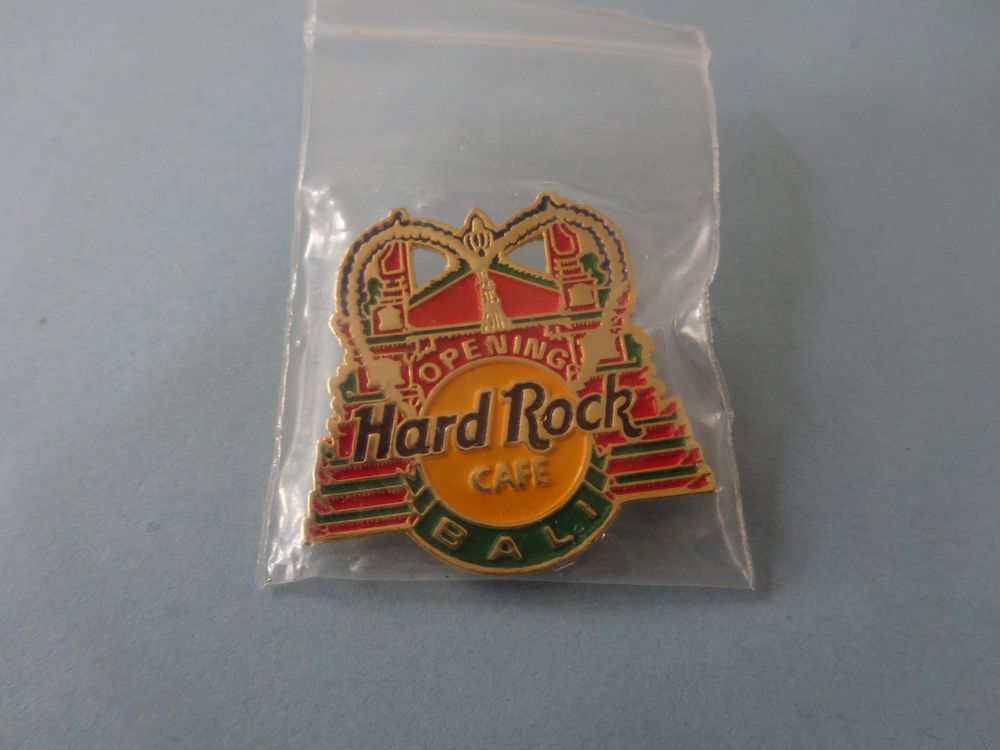 OPENING
Hard Rock
CAFE
BALI